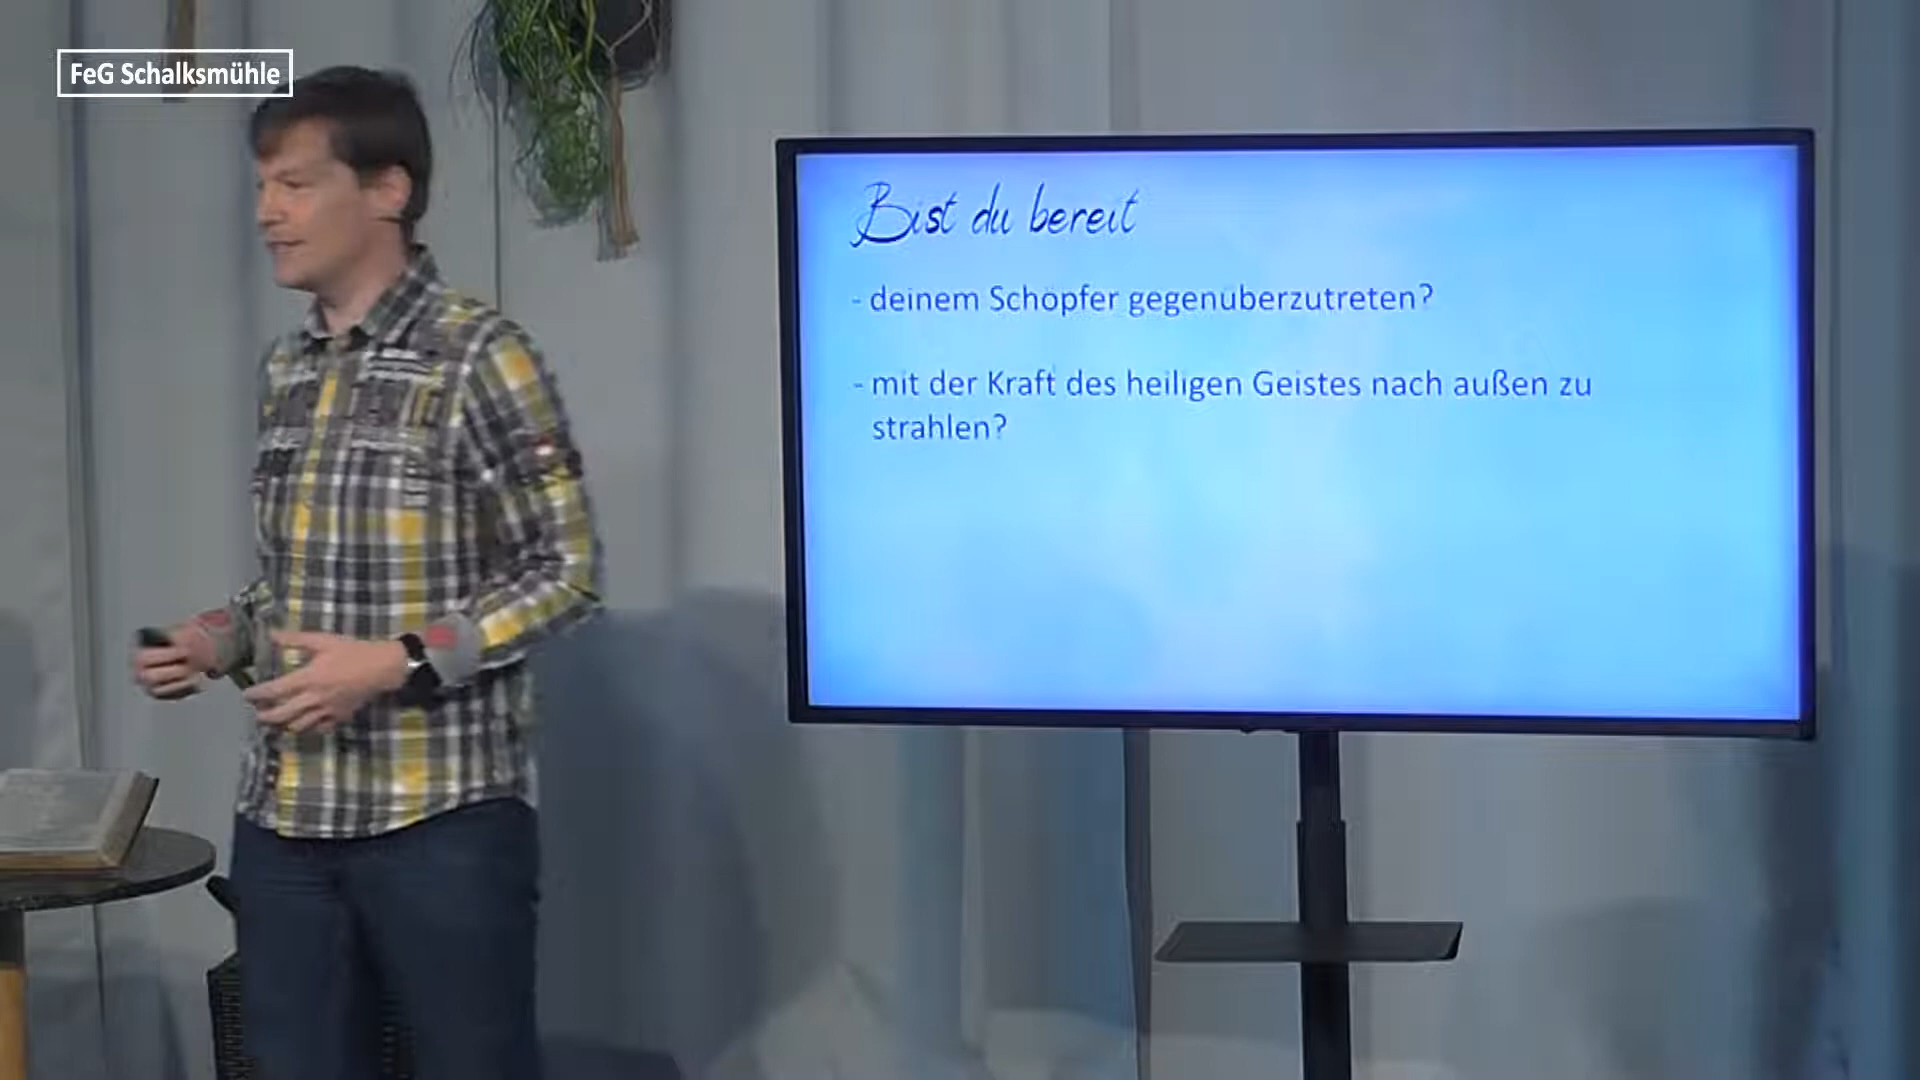 FeG Schalksmühle
Bist du bereit
- deinem Schöpfer gegenüberzutreten?
- mit der Kraft des heiligen Geistes nach außen zu
strahlen?